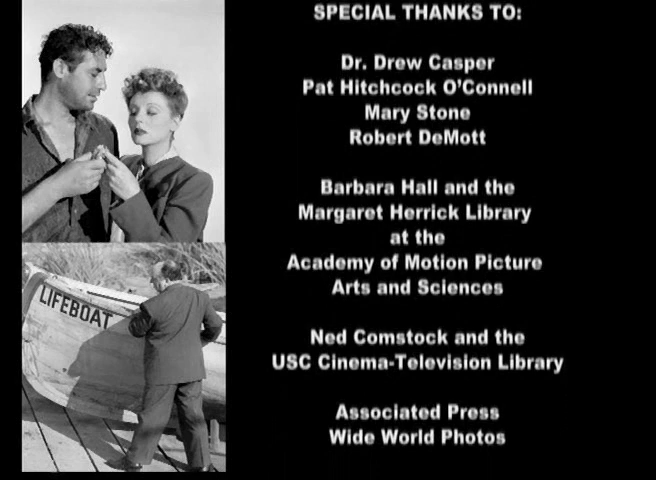 SPECIAL THANKS TO:
Dr. Drew Casper
Pat Hitchcock O'Connell
Mary Stone
Robert DeMott
Barbara Hall and the
Margaret Herrick Library
at the
Academy of Motion Picture
Arts and Sciences
Ned Comstock and the
USC Cinema-Television Library
Associated Press
Wide World Photos
LIFEBOAT